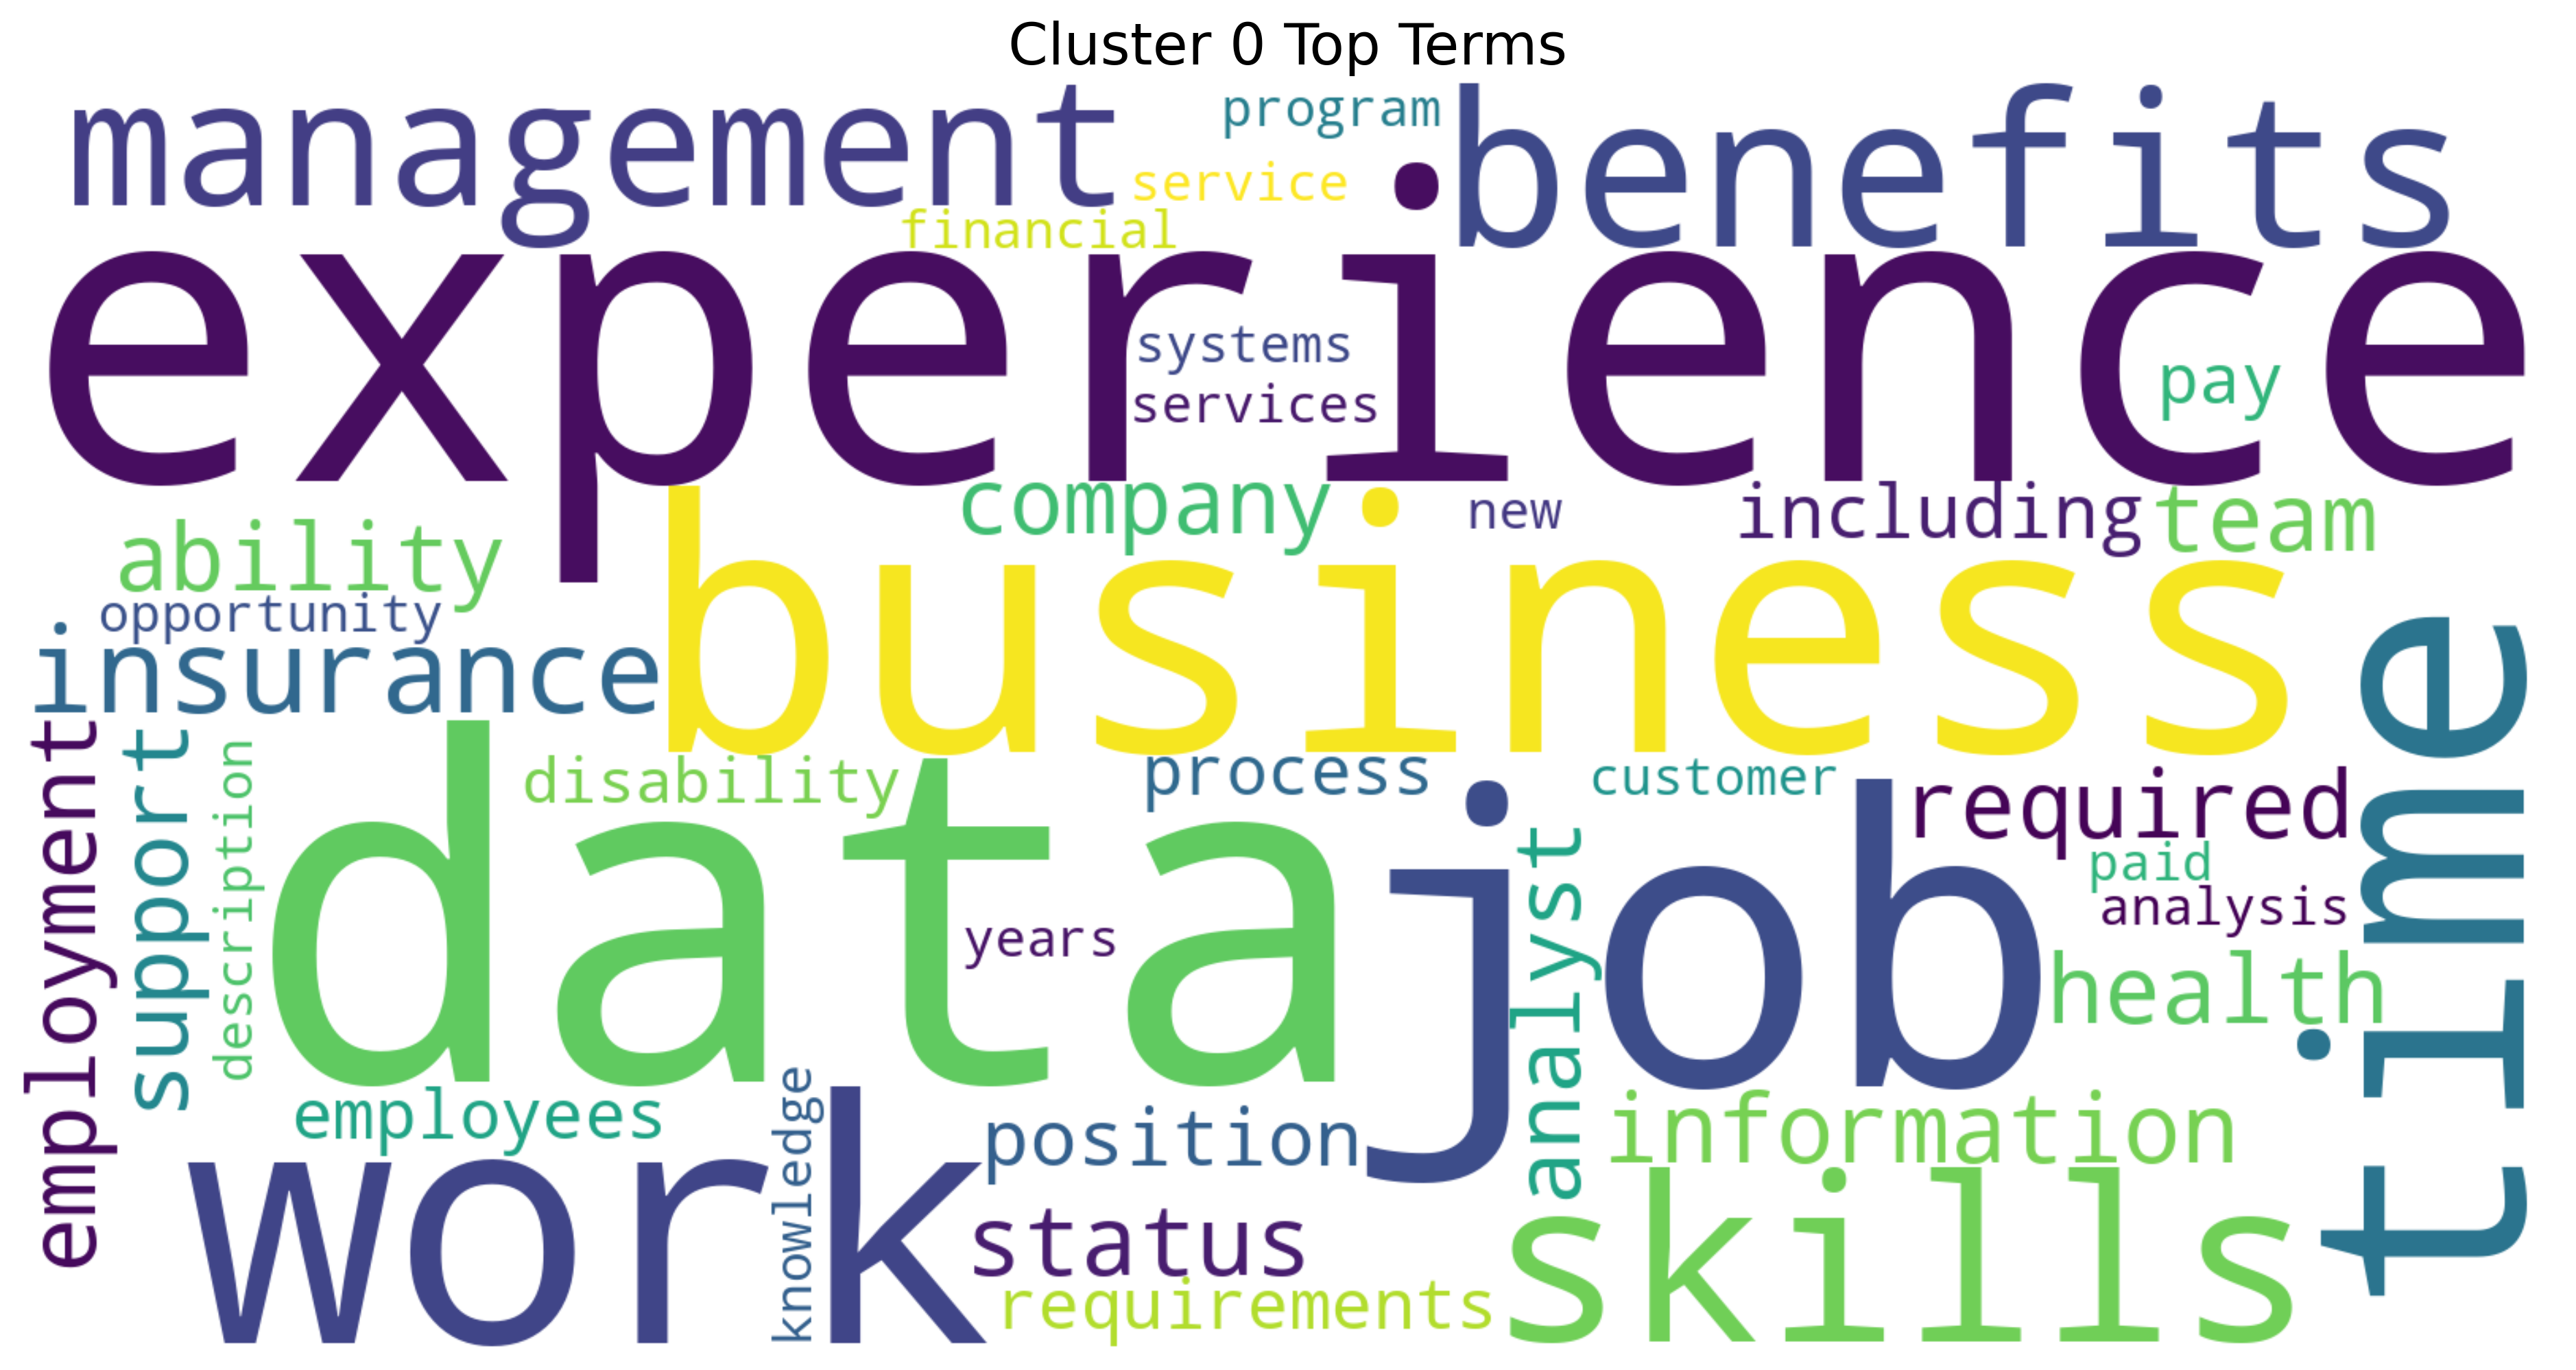 Cluster 0 Top Terms
management
program
benefits
service
financial
experience
systems
pay
services
company
new
including
team
ability
business
opportunity
insurance
time
employment
support
description
data
disability
process
customer
job
required
paid
analysis
analyst
years
health
employees
knowledge
position
information
work
status
skills
requirements